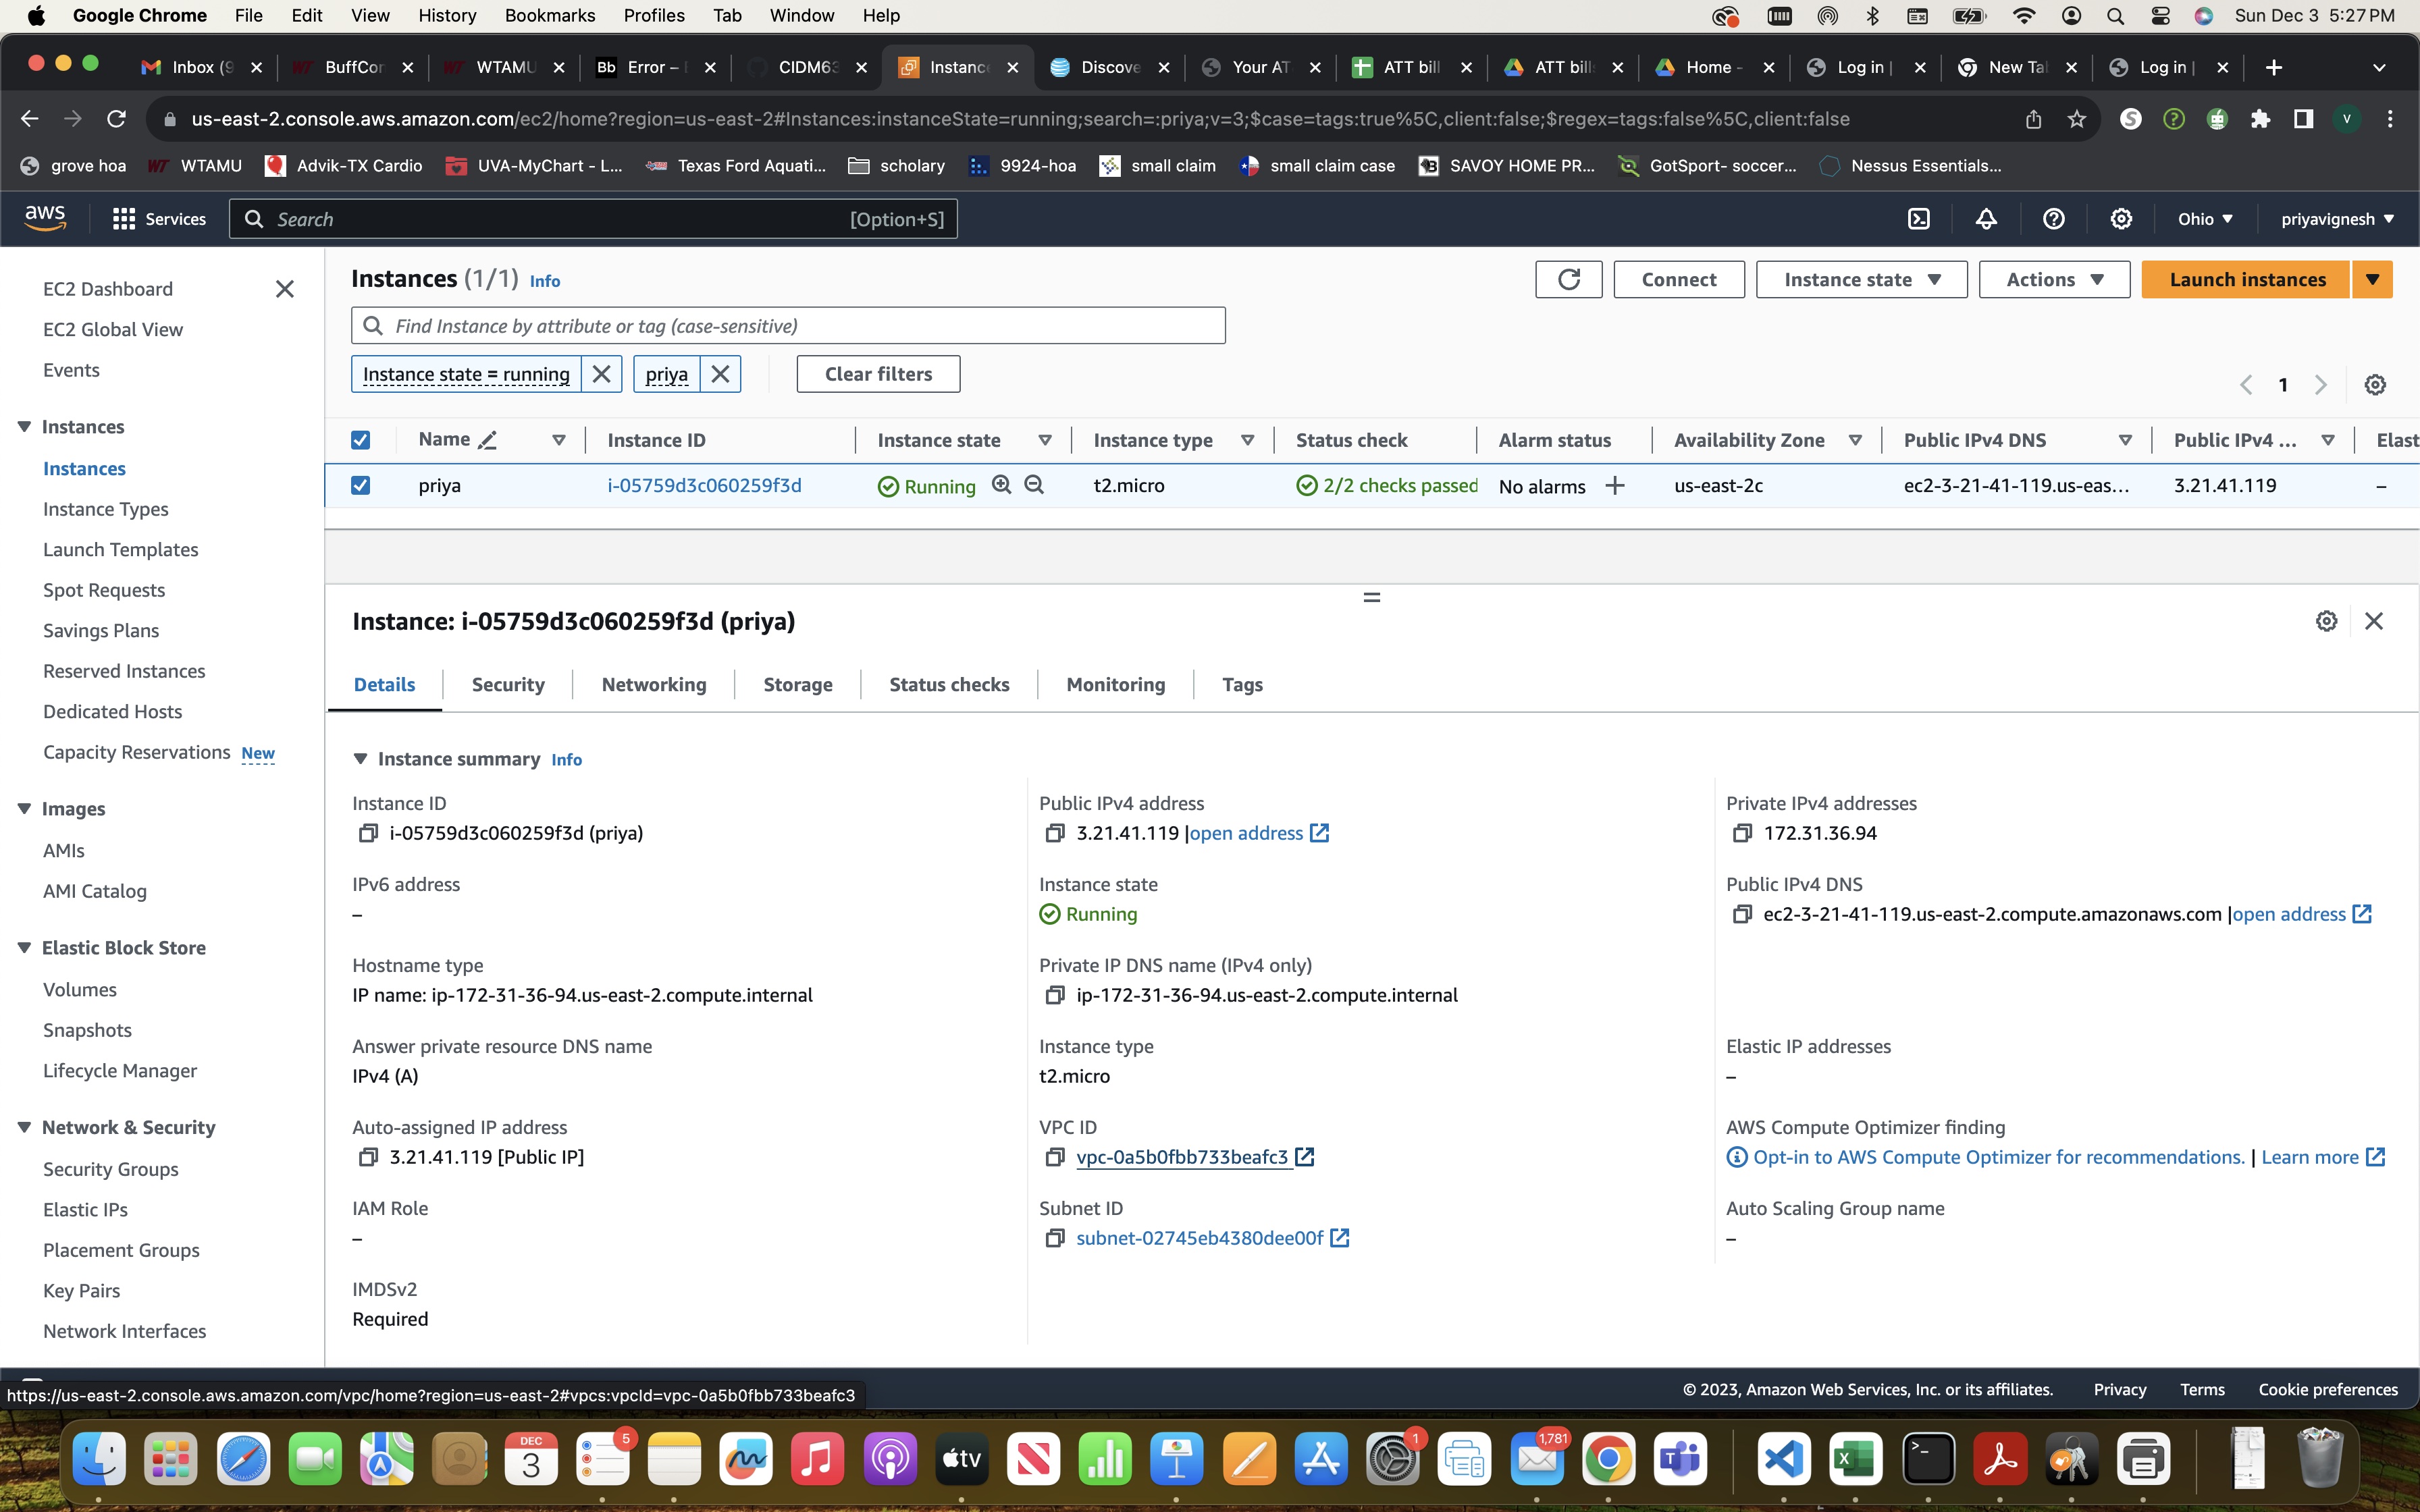 Google Chrome File Edit View History Bookmarks Profiles Tab Window Help Sun Dec 3 5:27 PM
Inbox (9 BuffCor WTAMU Bb Error – CIDM63 Instanc Discove Your AT ATT bill ATT bill Home - Log in | New Ta Log in |
us-east-2.console.aws.amazon.com/ec2/home?region=us-east-2#Instances:instanceState=running;search=:priya;v=3;$case=tags:true%5C,client:false;$regex=tags:false%5C,client:false
grove hoa WT WTAMU Advik-TX Cardio UVA-MyChart - L... Texas Ford Aquati... scholary 9924-hoa small claim small claim case SAVOY HOME PR... GotSport- soccer... Nessus Essentials...
aws Services Search [Option+S] Ohio priyavignesh
EC2 Dashboard
EC2 Global View
Events
Instances
Instances
Instance Types
Launch Templates
Spot Requests
Savings Plans
Reserved Instances
Dedicated Hosts
Capacity Reservations New
Images
AMIs
AMI Catalog
Elastic Block Store
Volumes
Snapshots
Lifecycle Manager
Network & Security
Security Groups
Elastic IPs
Placement Groups
Key Pairs
Network Interfaces
Instances (1/1) Info Connect Instance state Actions Launch instances
Find Instance by attribute or tag (case-sensitive)
Instance state = running priya Clear filters
1
Name Instance ID Instance state Instance type Status check Alarm status Availability Zone Public IPv4 DNS Public IPv4 ... Elast
priya i-05759d3c060259f3d Running t2.micro 2/2 checks passed No alarms us-east-2c ec2-3-21-41-119.us-eas... 3.21.41.119 –
Instance: i-05759d3c060259f3d (priya)
Details Security Networking Storage Status checks Monitoring Tags
Instance summary Info
Instance ID
i-05759d3c060259f3d (priya)
IPv6 address
–
Hostname type
IP name: ip-172-31-36-94.us-east-2.compute.internal
Answer private resource DNS name
IPv4 (A)
Auto-assigned IP address
3.21.41.119 [Public IP]
IAM Role
–
IMDSv2
Required
Public IPv4 address
3.21.41.119 |open address
Instance state
Running
Private IP DNS name (IPv4 only)
ip-172-31-36-94.us-east-2.compute.internal
Instance type
t2.micro
VPC ID
vpc-0a5b0fbb733beafc3
Subnet ID
subnet-02745eb4380dee00f
Private IPv4 addresses
172.31.36.94
Public IPv4 DNS
ec2-3-21-41-119.us-east-2.compute.amazonaws.com |open address
Elastic IP addresses
–
AWS Compute Optimizer finding
Opt-in to AWS Compute Optimizer for recommendations. | Learn more
Auto Scaling Group name
–
https://us-east-2.console.aws.amazon.com/vpc/home?region=us-east-2#vpcs:vpcId=vpc-0a5b0fbb733beafc3
© 2023, Amazon Web Services, Inc. or its affiliates. Privacy Terms Cookie preferences
DEC 3 5 tv 1 1,781